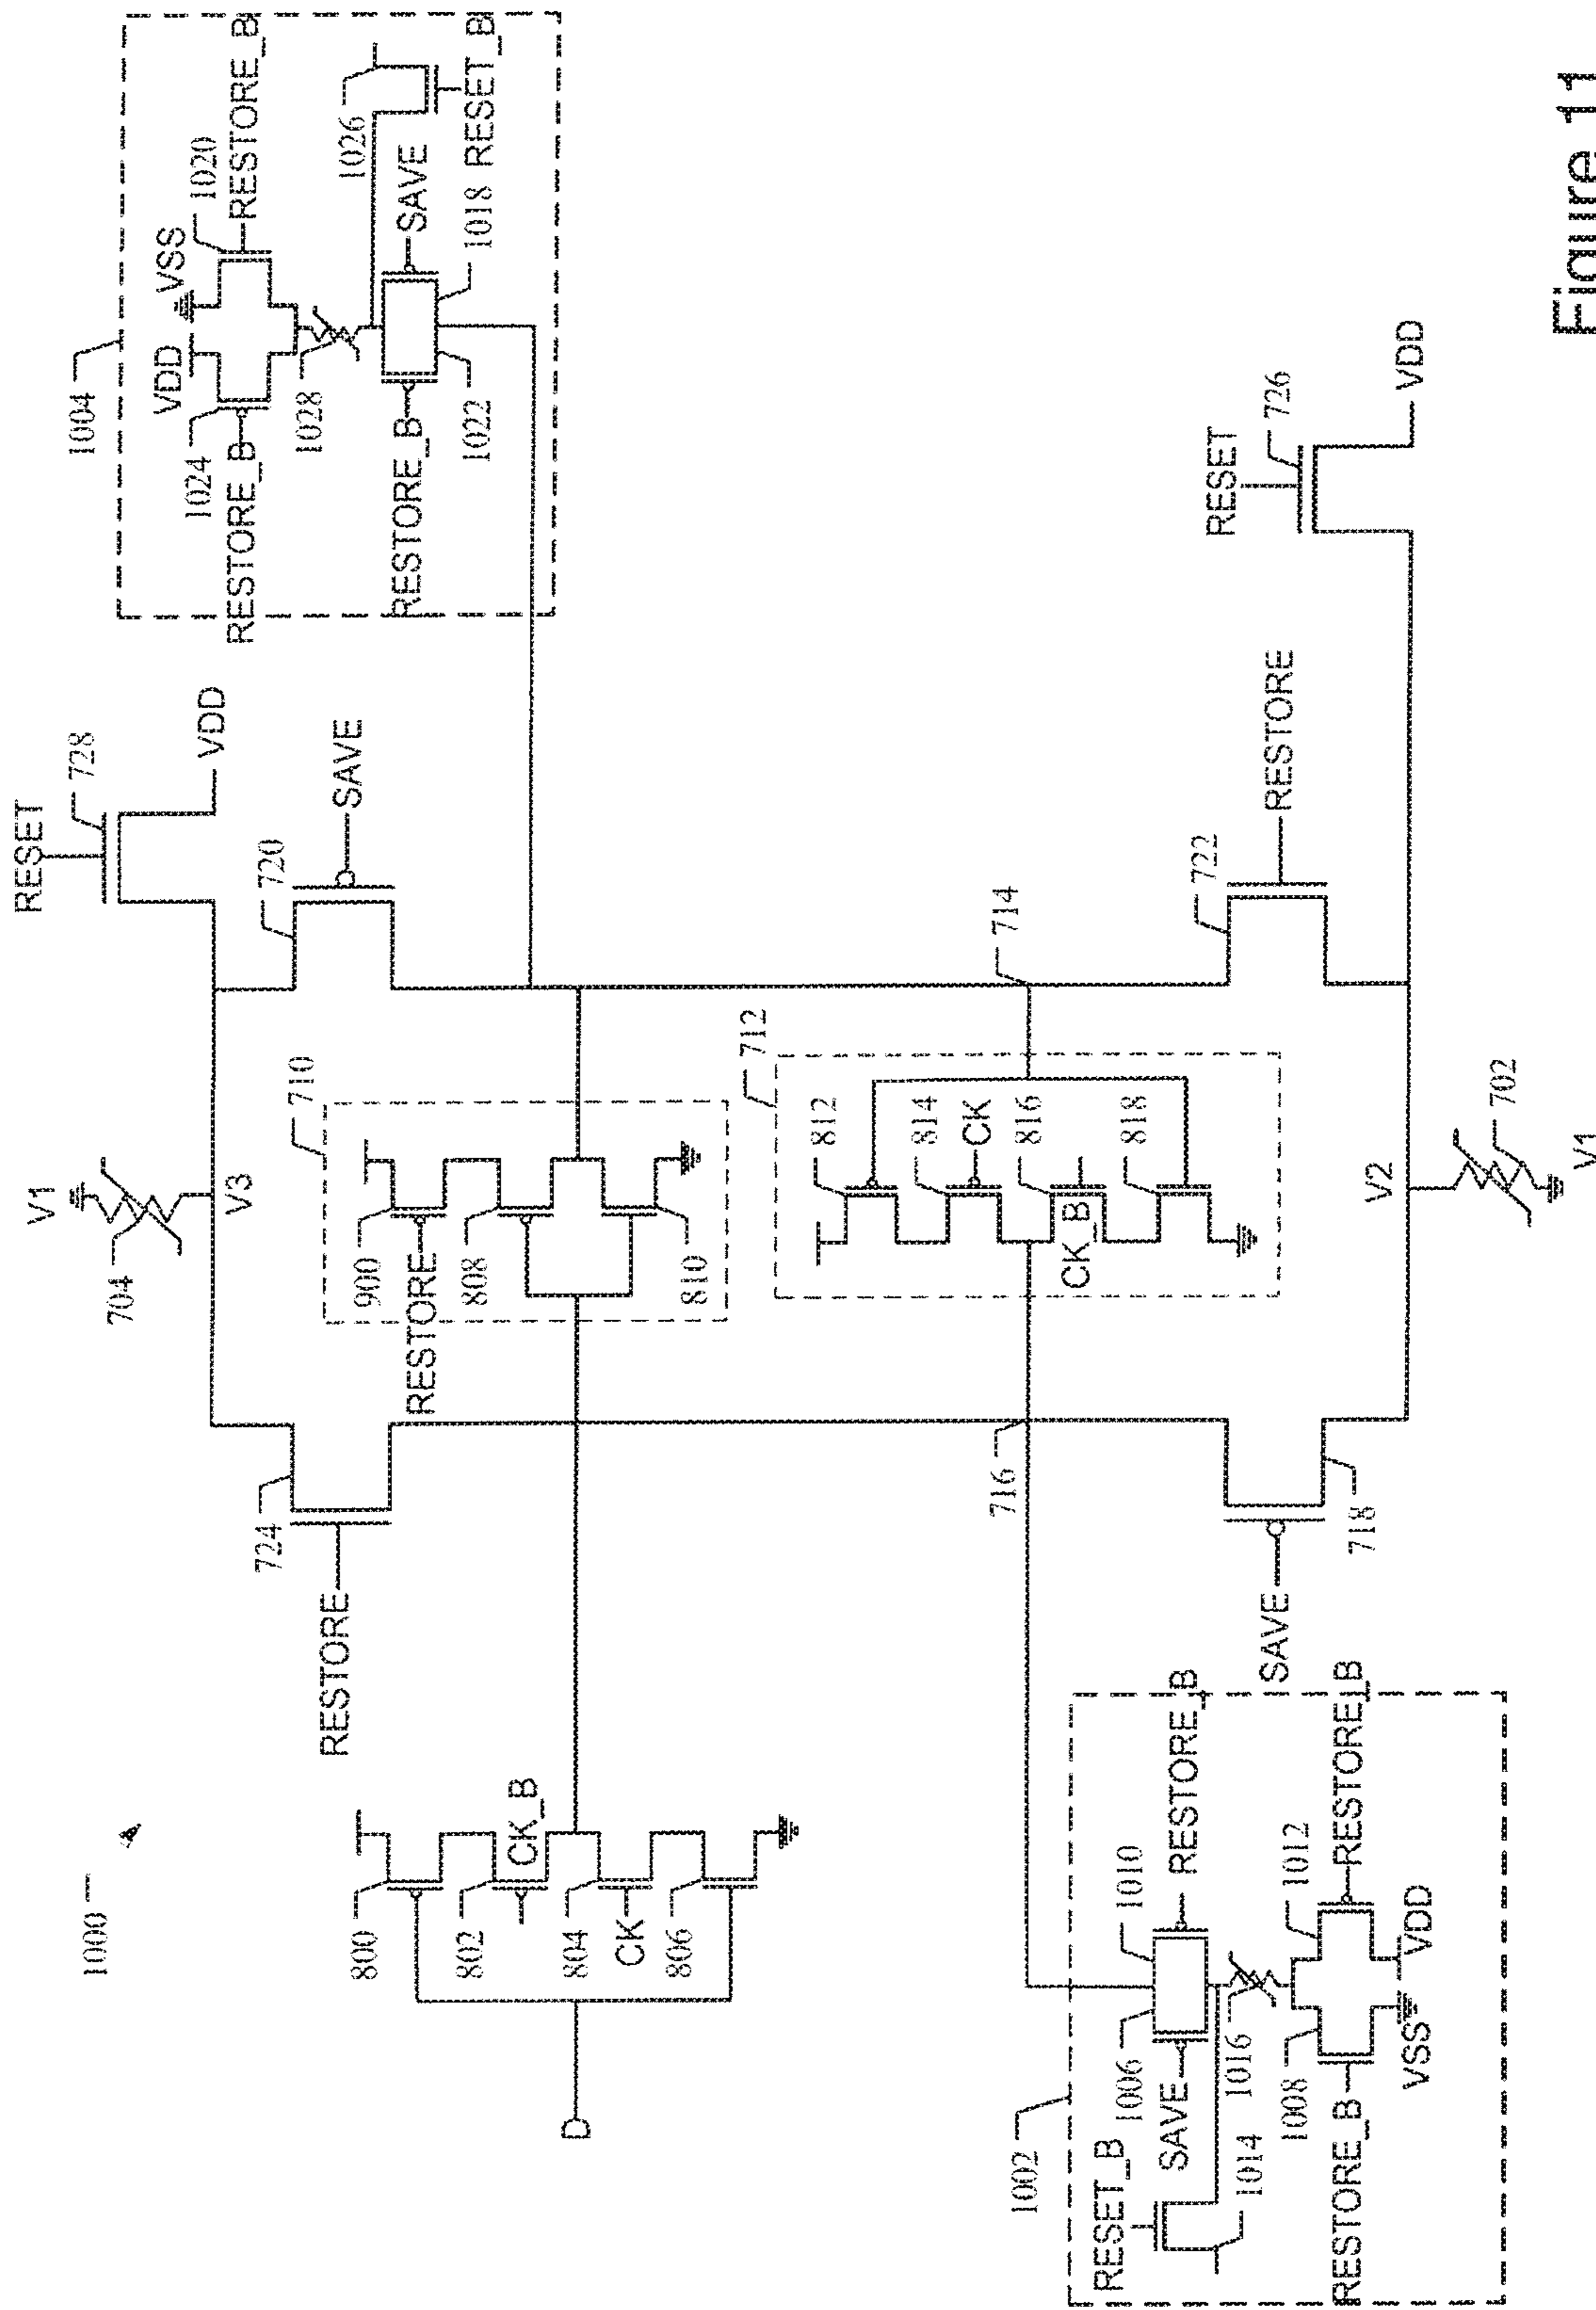 1000
RESET
728
VDD
V1
704
V3
724
RESTORE
720
SAVE
1004
VDD
VSS
1020
RESTORE_B
1024
RESTORE_B
1028
1026
SAVE
RESTORE_B
1022
1018
RESET_B
800
802
CK_B
804
CK
806
D
710
900
RESTORE
808
810
712
812
814
CK
816
CK_B
818
714
716
722
RESTORE
RESET
726
VDD
SAVE
718
V2
702
V1
1002
RESET_B
1014
SAVE
1006
1010
RESTORE_B
1016
1008
1012
RESTORE_B
RESTORE_B
VSS
VDD
Figure 11